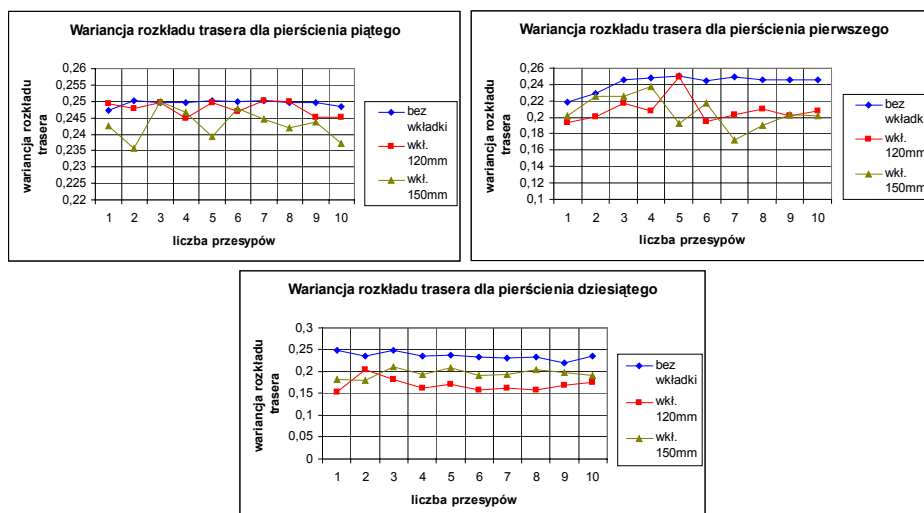 Wariancja rozkładu trasera dla pierścienia piątego
wariancja rozkładu
trasera
0,26
0,255
0,25
0,245
0,24
0,235
0,23
0,225
0,22
1 2 3 4 5 6 7 8 9 10
liczba przesypów
bez
wkładki
wkł.
120mm
wkł.
150mm
Wariancja rozkładu trasera dla pierścienia pierwszego
wariancja rozkładu
trasera
0,26
0,24
0,22
0,2
0,18
0,16
0,14
0,12
0,1
1 2 3 4 5 6 7 8 9 10
liczba przesypów
bez
wkładki
wkł.
120mm
wkł.
150mm
Wariancja rozkładu trasera dla pierścienia dziesiątego
wariancja rozkładu
trasera
0,3
0,25
0,2
0,15
0,1
0,05
0
1 2 3 4 5 6 7 8 9 10
liczba przesypów
bez
wkładki
wkł.
120mm
wkł.
150mm